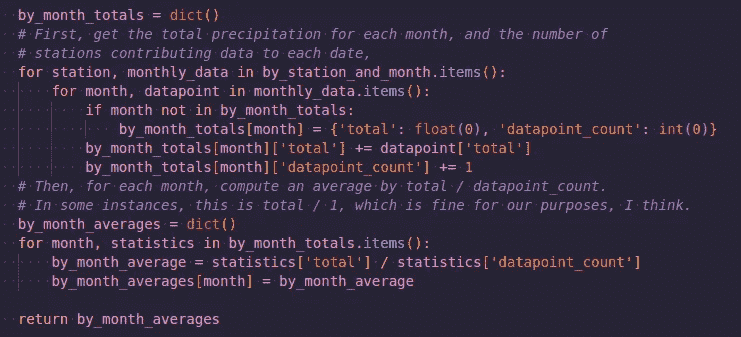 by_month_totals = dict()
# First, get the total precipitation for each month, and the number of
# stations contributing data to each date,
for station, monthly_data in by_station_and_month.items():
    for month, datapoint in monthly_data.items():
        if month not in by_month_totals:
            by_month_totals[month] = {'total': float(0), 'datapoint_count': int(0)}
        by_month_totals[month]['total'] += datapoint['total']
        by_month_totals[month]['datapoint_count'] += 1
# Then, for each month, compute an average by total / datapoint_count.
# In some instances, this is total / 1, which is fine for our purposes, I think.
by_month_averages = dict()
for month, statistics in by_month_totals.items():
    by_month_average = statistics['total'] / statistics['datapoint_count']
    by_month_averages[month] = by_month_average

return by_month_averages